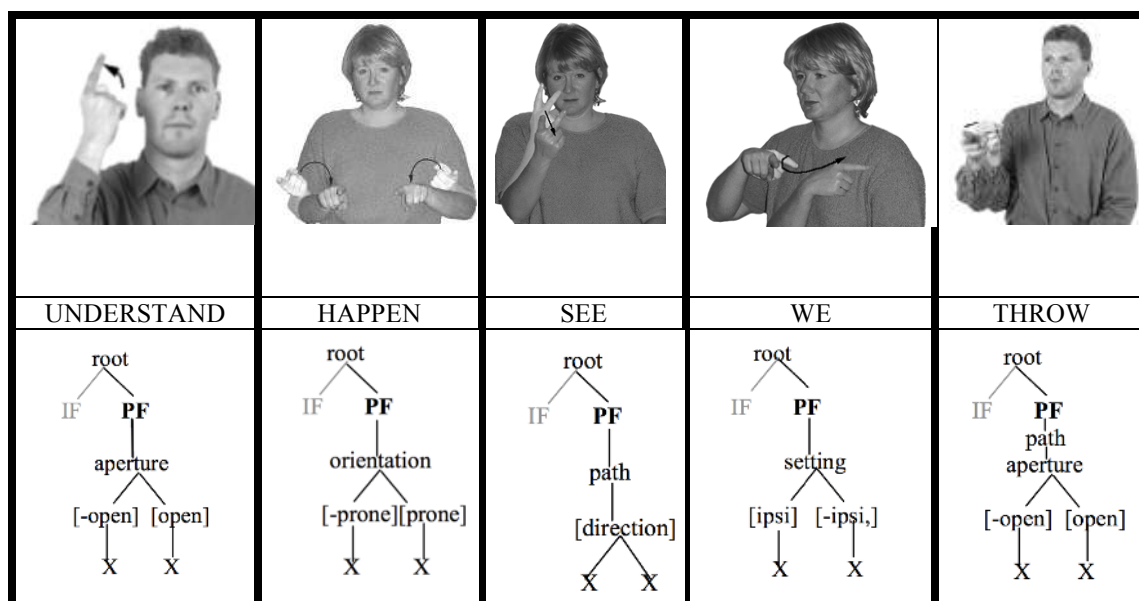 UNDERSTAND HAPPEN SEE WE THROW
root root root root root
IF PF IF PF IF PF IF PF IF PF
aperture orientation path setting path
aperture
[-open] [open] [-prone][prone] [direction] [ipsi] [-ipsi,] [-open] [open]
X X X X X X X X X X